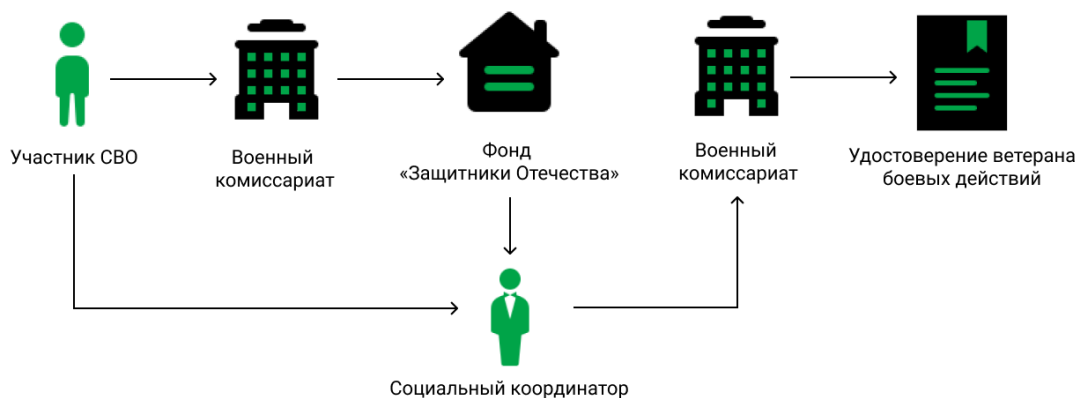 Участник СВО
Военный
комиссариат
Фонд
«Защитники Отечества»
Военный
комиссариат
Удостоверение ветерана
боевых действий
Социальный координатор